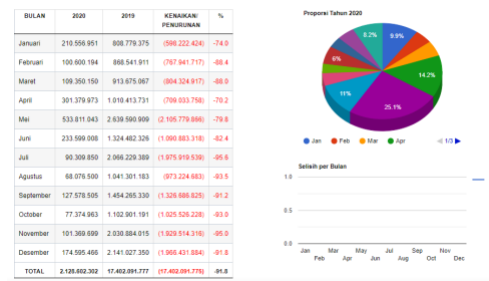 BULAN 2020 2019 KENAIKAN/ PENURUNAN %
Januari 210.556.951 808.779.375 (598.222.424) -74.0
Februari 100.600.194 868.541.911 (767.941.717) -88.4
Maret 109.350.150 913.675.067 (804.324.917) -88.0
April 301.379.973 1.010.413.731 (709.033.758) -70.2
Mei 533.811.043 2.639.590.909 (2.105.779.866) -79.8
Juni 233.599.008 1.324.482.326 (1.090.883.318) -82.4
Juli 90.309.850 2.066.229.389 (1.975.919.539) -95.6
Agustus 68.076.500 1.041.301.183 (973.224.683) -93.5
September 127.578.505 1.454.265.330 (1.326.686.825) -91.2
October 77.374.963 1.102.901.191 (1.025.526.228) -93.0
November 101.369.699 2.030.884.015 (1.929.514.316) -95.0
Desember 174.595.466 2.141.027.350 (1.966.431.884) -91.8
TOTAL 2.128.602.302 17.402.091.777 (17.402.091.775) -91.8
Proporsi Tahun 2020
8.2% 9.9%
6% 14.2%
11% 25.1%
Jan Feb Mar Apr 1/3
Selisih per Bulan
1.0
0.5
0.0
Jan Mar May Jul Sep Nov
Feb Apr Jun Aug Oct Dec